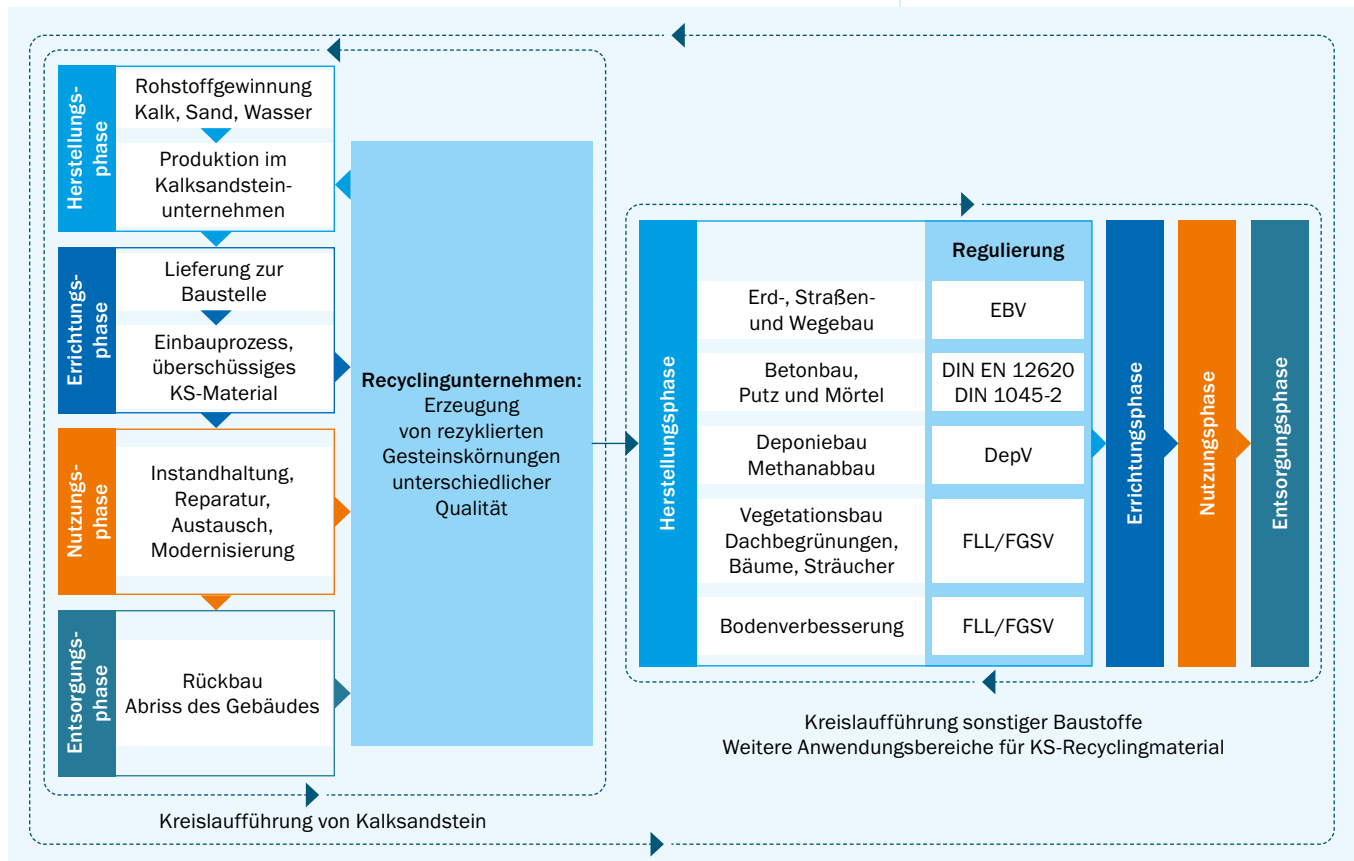 Herstellungs-
phase
Rohstoffgewinnung
Kalk, Sand, Wasser
Produktion im
Kalksandstein-
unternehmen
Errichtungs-
phase
Lieferung zur
Baustelle
Einbauprozess,
überschüssiges
KS-Material
Nutzungs-
phase
Instandhaltung,
Reparatur,
Austausch,
Modernisierung
Entsorgungs-
phase
Rückbau
Abriss des Gebäudes
Kreislaufführung von Kalksandstein
Recyclingunternehmen:
Erzeugung
von rezyklierten
Gesteinskörnungen
unterschiedlicher
Qualität
Herstellungsphase
Regulierung
Erd-, Straßen-
und Wegebau
EBV
Betonbau,
Putz und Mörtel
DIN EN 12620
DIN 1045-2
Deponiebau
Methanabbau
DepV
Vegetationsbau
Dachbegrünungen,
Bäume, Sträucher
FLL/FGSV
Bodenverbesserung
FLL/FGSV
Errichtungsphase
Nutzungsphase
Entsorgungsphase
Kreislaufführung sonstiger Baustoffe
Weitere Anwendungsbereiche für KS-Recyclingmaterial